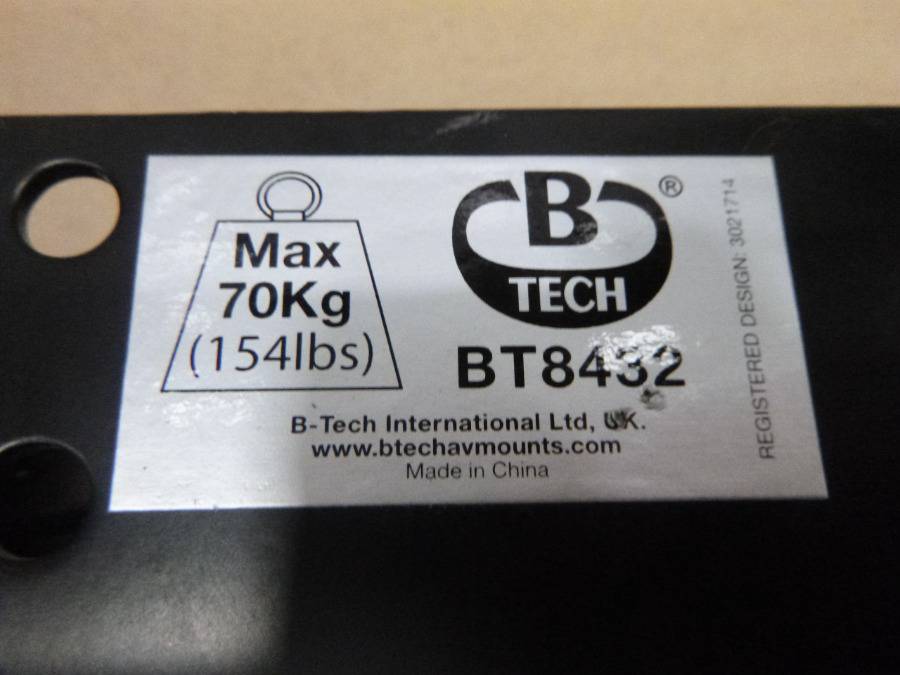 Max
70Kg
(154lbs)
B
®
TECH
BT8432
B-Tech International Ltd, UK.
www.btechavmounts.com
Made in China
REGISTERED DESIGN: 3021714